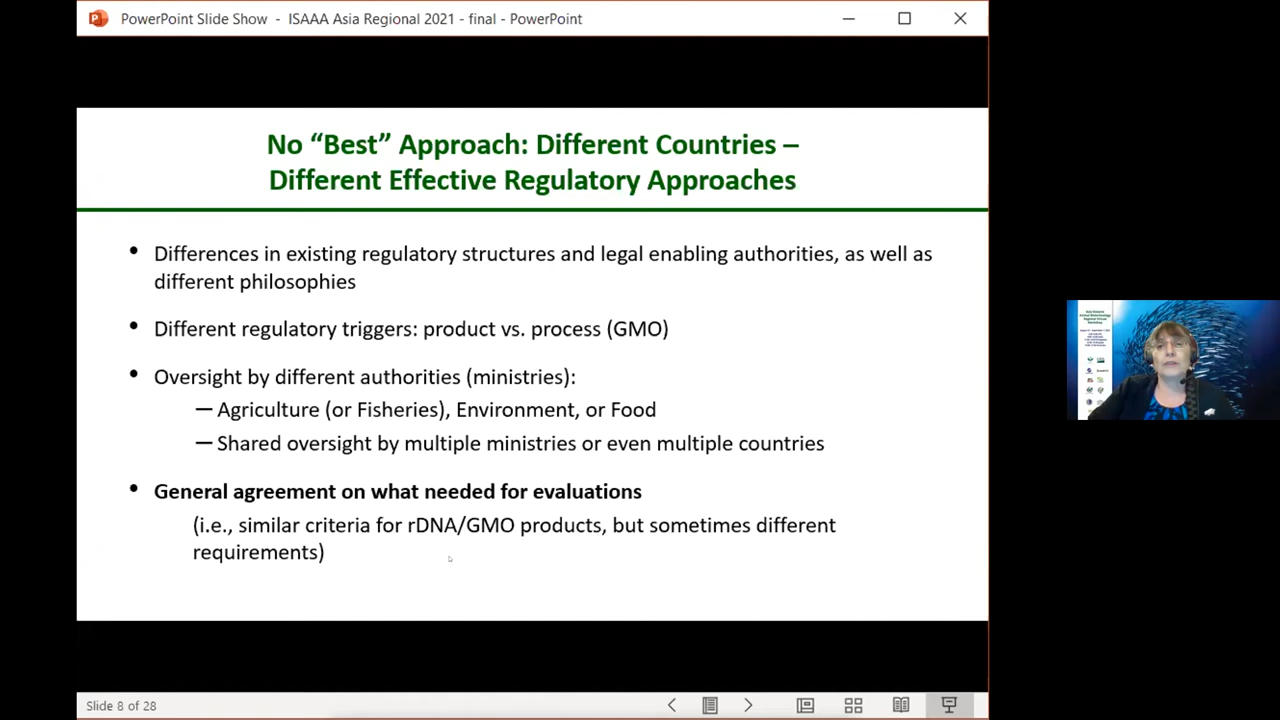 PowerPoint Slide Show - ISAAA Asia Regional 2021 - final - PowerPoint
No “Best” Approach: Different Countries –
Different Effective Regulatory Approaches
• Differences in existing regulatory structures and legal enabling authorities, as well as
different philosophies
• Different regulatory triggers: product vs. process (GMO)
• Oversight by different authorities (ministries):
— Agriculture (or Fisheries), Environment, or Food
— Shared oversight by multiple ministries or even multiple countries
• General agreement on what needed for evaluations
(i.e., similar criteria for rDNA/GMO products, but sometimes different
requirements)
Slide 8 of 28